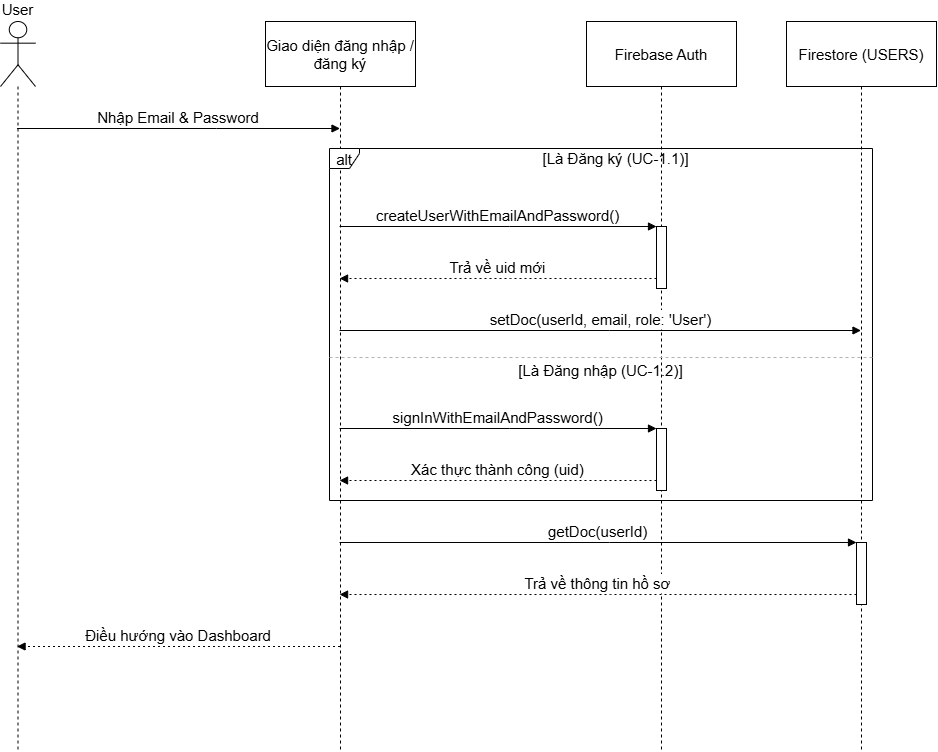 User
Giao diện đăng nhập /
đăng ký
Firebase Auth
Firestore (USERS)
Nhập Email & Password
alt
[Là Đăng ký (UC-1.1)]
createUserWithEmailAndPassword()
Trả về uid mới
setDoc(userId, email, role: 'User')
[Là Đăng nhập (UC-1.2)]
signInWithEmailAndPassword()
Xác thực thành công (uid)
getDoc(userId)
Trả về thông tin hồ sơ
Điều hướng vào Dashboard